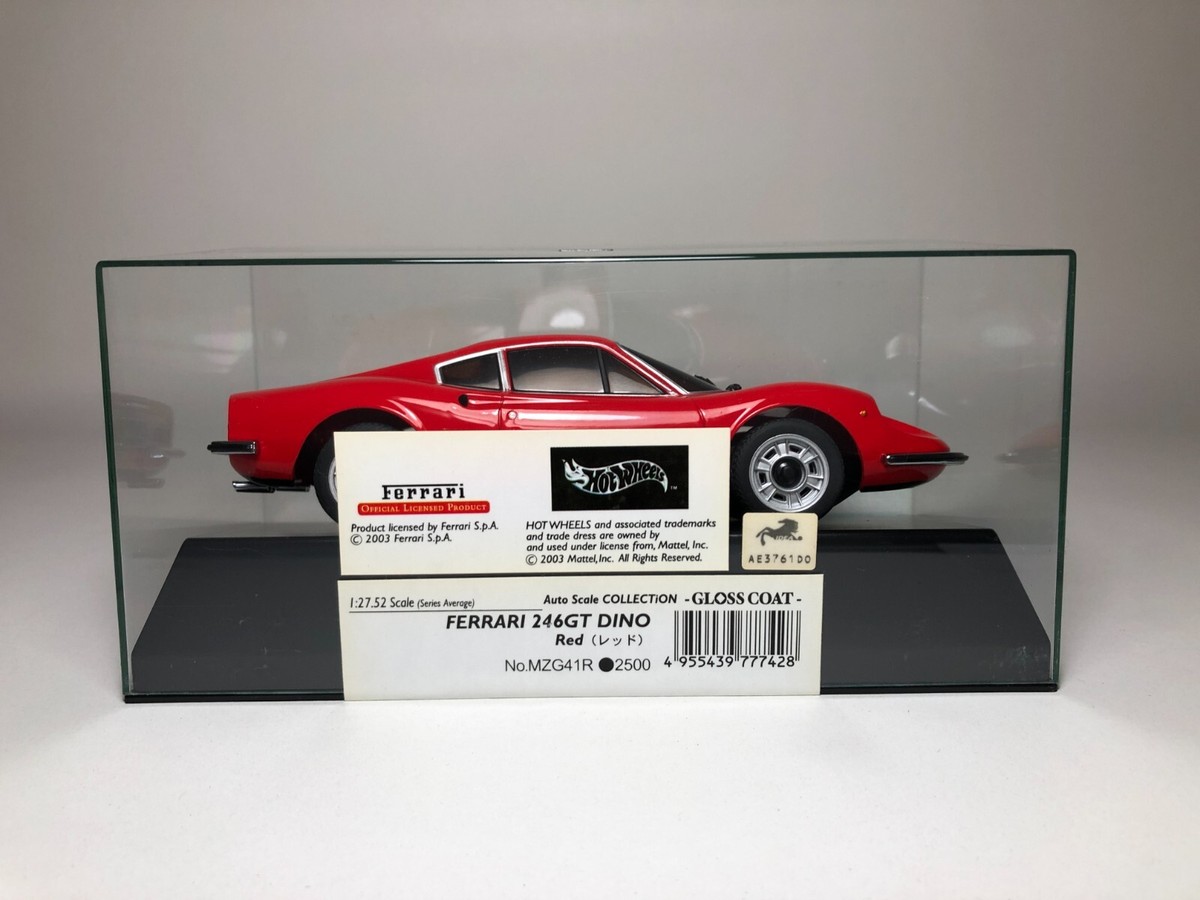 Ferrari
OFFICIAL LICENSED PRODUCT
Product licensed by Ferrari S.p.A.
© 2003 Ferrari S.p.A.
HOT WHEELS ™
HOT WHEELS and associated trademarks
and trade dress are owned by
and used under license from, Mattel, Inc.
© 2003 Mattel,Inc. All Rights Reserved.
AE3761DO
1:27.52 Scale (Series Average)
Auto Scale COLLECTiON - GLOSS COAT -
FERRARI 246GT DINO
Red（レッド）
No.MZG41R ●2500
4 955439 777428